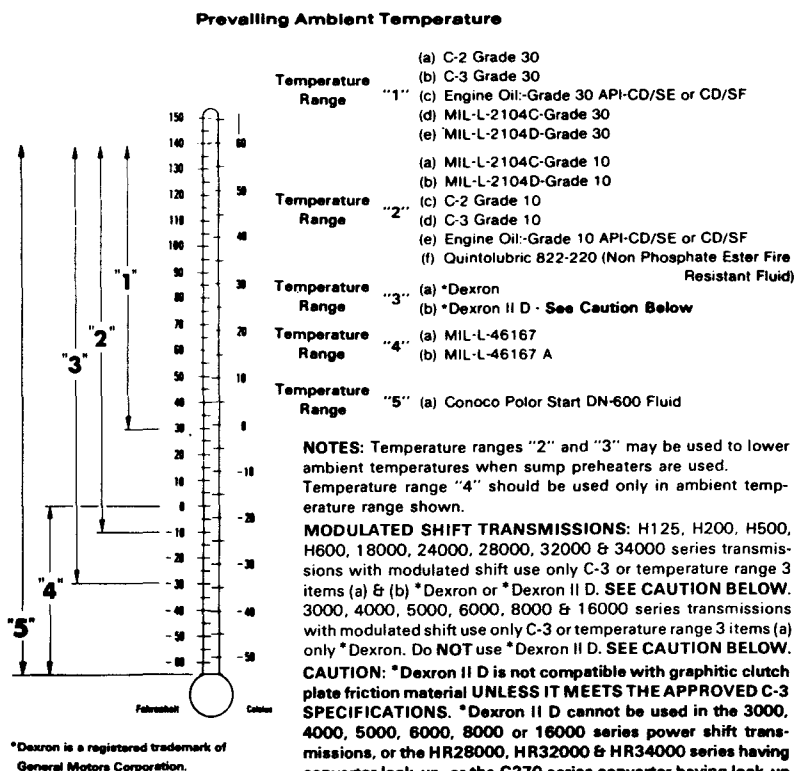 Prevailing Ambient Temperature
Temperature Range "1"
(a) C-2 Grade 30
(b) C-3 Grade 30
(c) Engine Oil:-Grade 30 API-CD/SE or CD/SF
(d) MIL-L-2104C-Grade 30
(e) MIL-L-2104D-Grade 30
Temperature Range "2"
(a) MIL-L-2104C-Grade 10
(b) MIL-L-2104D-Grade 10
(c) C-2 Grade 10
(d) C-3 Grade 10
(e) Engine Oil:-Grade 10 API-CD/SE or CD/SF
(f) Quintolubric 822-220 (Non Phosphate Ester Fire
Resistant Fluid)
Temperature Range "3"
(a) *Dexron
(b) *Dexron II D - See Caution Below
Temperature Range "4"
(a) MIL-L-46167
(b) MIL-L-46167 A
Temperature Range "5" (a) Conoco Polor Start DN-600 Fluid
150
140
130
120
110
100
90
80
70
60
50
40
30
20
10
0
-10
-20
-30
-40
-50
-60
60
50
40
30
20
10
0
-10
-20
-30
-40
-50
"1"
"2"
"3"
"4"
"5"
Fahrenheit
Celsius
NOTES: Temperature ranges "2" and "3" may be used to lower
ambient temperatures when sump preheaters are used.
Temperature range "4" should be used only in ambient temp-
erature range shown.
MODULATED SHIFT TRANSMISSIONS: H125, H200, H500,
H600, 18000, 24000, 28000, 32000 & 34000 series transmis-
sions with modulated shift use only C-3 or temperature range 3
items (a) & (b) *Dexron or *Dexron II D. SEE CAUTION BELOW.
3000, 4000, 5000, 6000, 8000 & 16000 series transmissions
with modulated shift use only C-3 or temperature range 3 items (a)
only *Dexron. Do NOT use *Dexron II D. SEE CAUTION BELOW.
CAUTION: *Dexron II D is not compatible with graphitic clutch
plate friction material UNLESS IT MEETS THE APPROVED C-3
SPECIFICATIONS. *Dexron II D cannot be used in the 3000,
4000, 5000, 6000, 8000 or 16000 series power shift trans-
missions, or the HR28000, HR32000 & HR34000 series having
converter lock-up, or the C270 series converter having lock-up
*Dexron is a registered trademark of
General Motors Corporation.